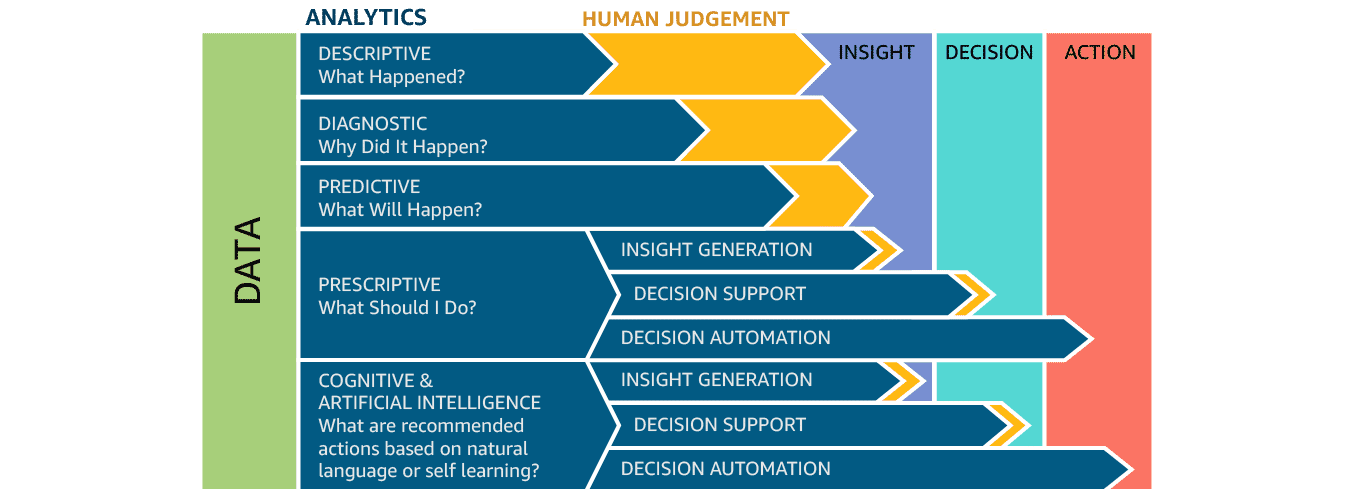 ANALYTICS
HUMAN JUDGEMENT
INSIGHT
DECISION
ACTION
DATA
DESCRIPTIVE
What Happened?
DIAGNOSTIC
Why Did It Happen?
PREDICTIVE
What Will Happen?
PRESCRIPTIVE
What Should I Do?
INSIGHT GENERATION
DECISION SUPPORT
DECISION AUTOMATION
COGNITIVE &
ARTIFICIAL INTELLIGENCE
What are recommended
actions based on natural
language or self learning?
INSIGHT GENERATION
DECISION SUPPORT
DECISION AUTOMATION